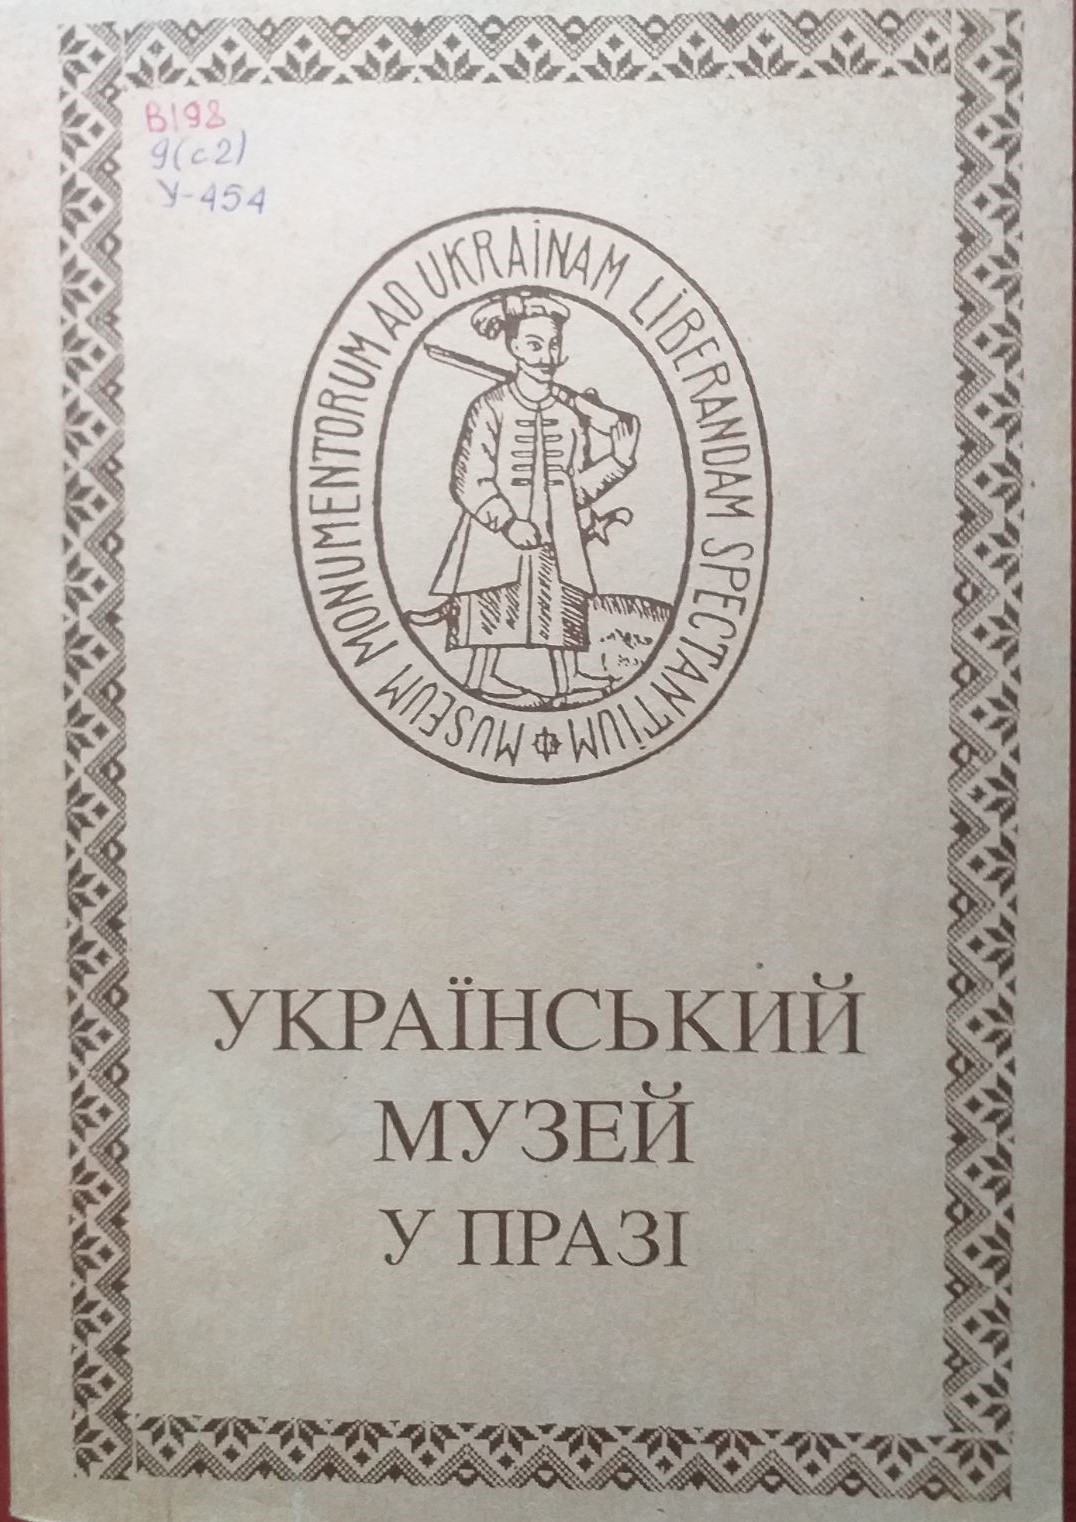 В198
9(с2)
У-454
MUSEUM MONUMENTORUM AD UKRAINAM LIBERANDAM SPECTANTIUM
УКРАЇНСЬКИЙ
МУЗЕЙ
У ПРАЗІ